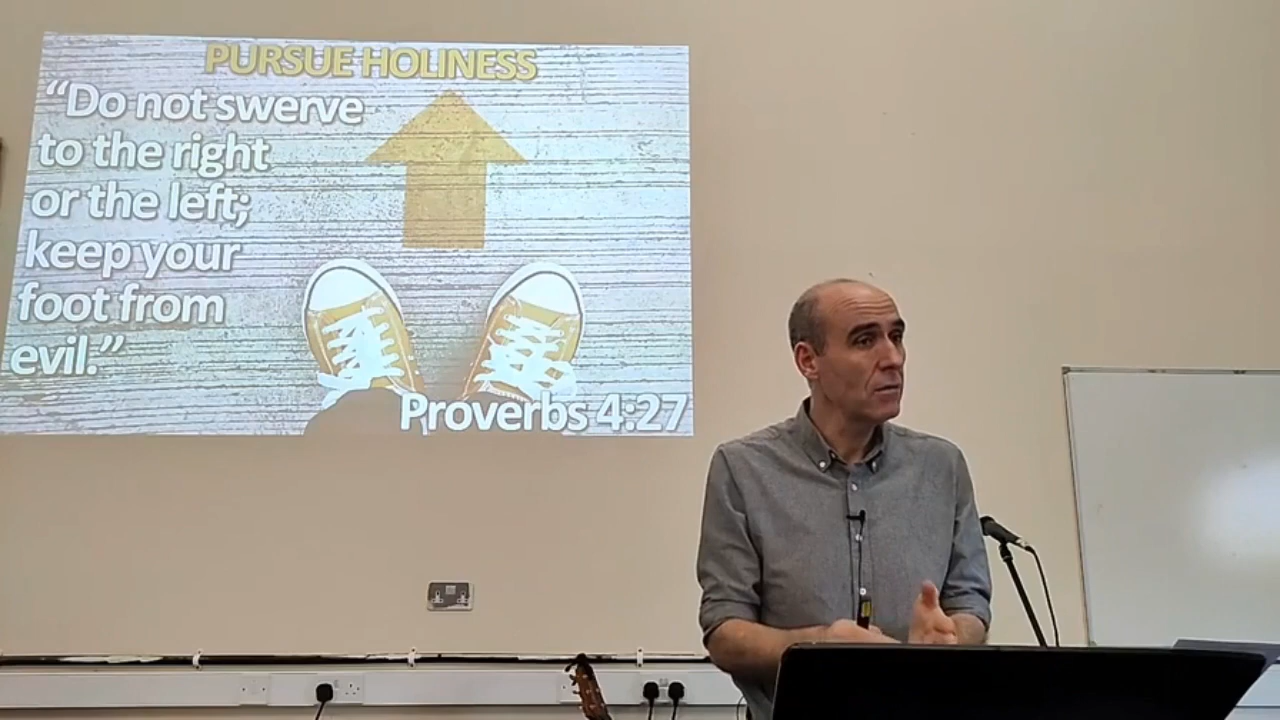 PURSUE HOLINESS
“Do not swerve
to the right
or the left;
keep your
foot from
evil.”
Proverbs 4:27